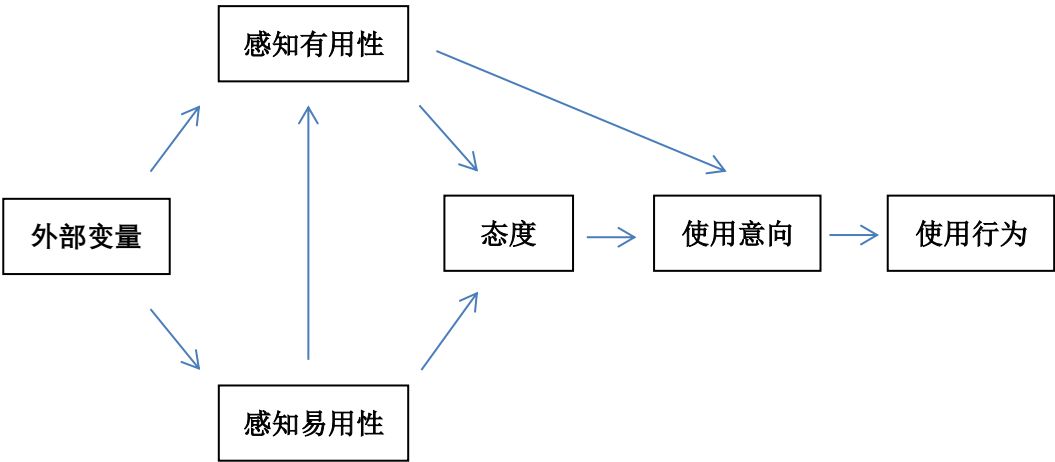 感知有用性
外部变量
态度
使用意向
使用行为
感知易用性